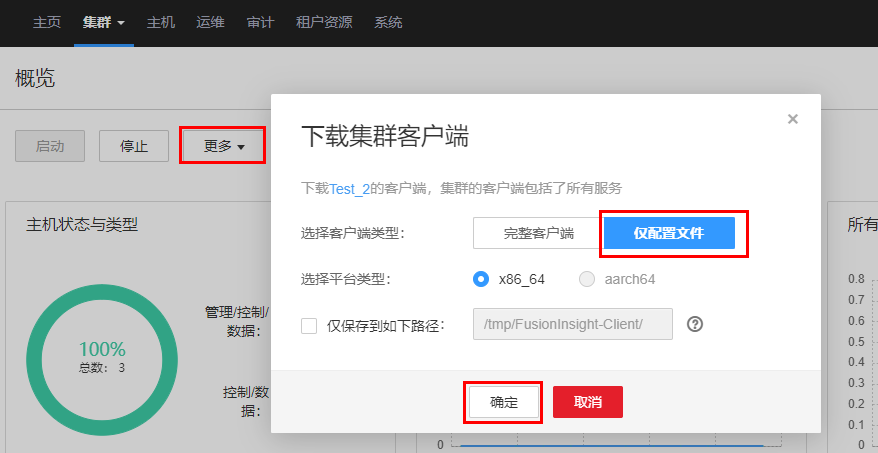 主页 集群 主机 运维 审计 租户资源 系统
概览
启动 停止 更多
主机状态与类型
100%
总数： 3
管理/控制/
数据：
控制/数
据：
下载集群客户端
下载Test_2的客户端，集群的客户端包括了所有服务
选择客户端类型： 完整客户端 仅配置文件
选择平台类型： x86_64 aarch64
仅保存到如下路径： /tmp/FusionInsight-Client/
确定 取消
0
所有
0.8
0.7
0.6
0.5
0.4
0.3
0.2
0.1
0